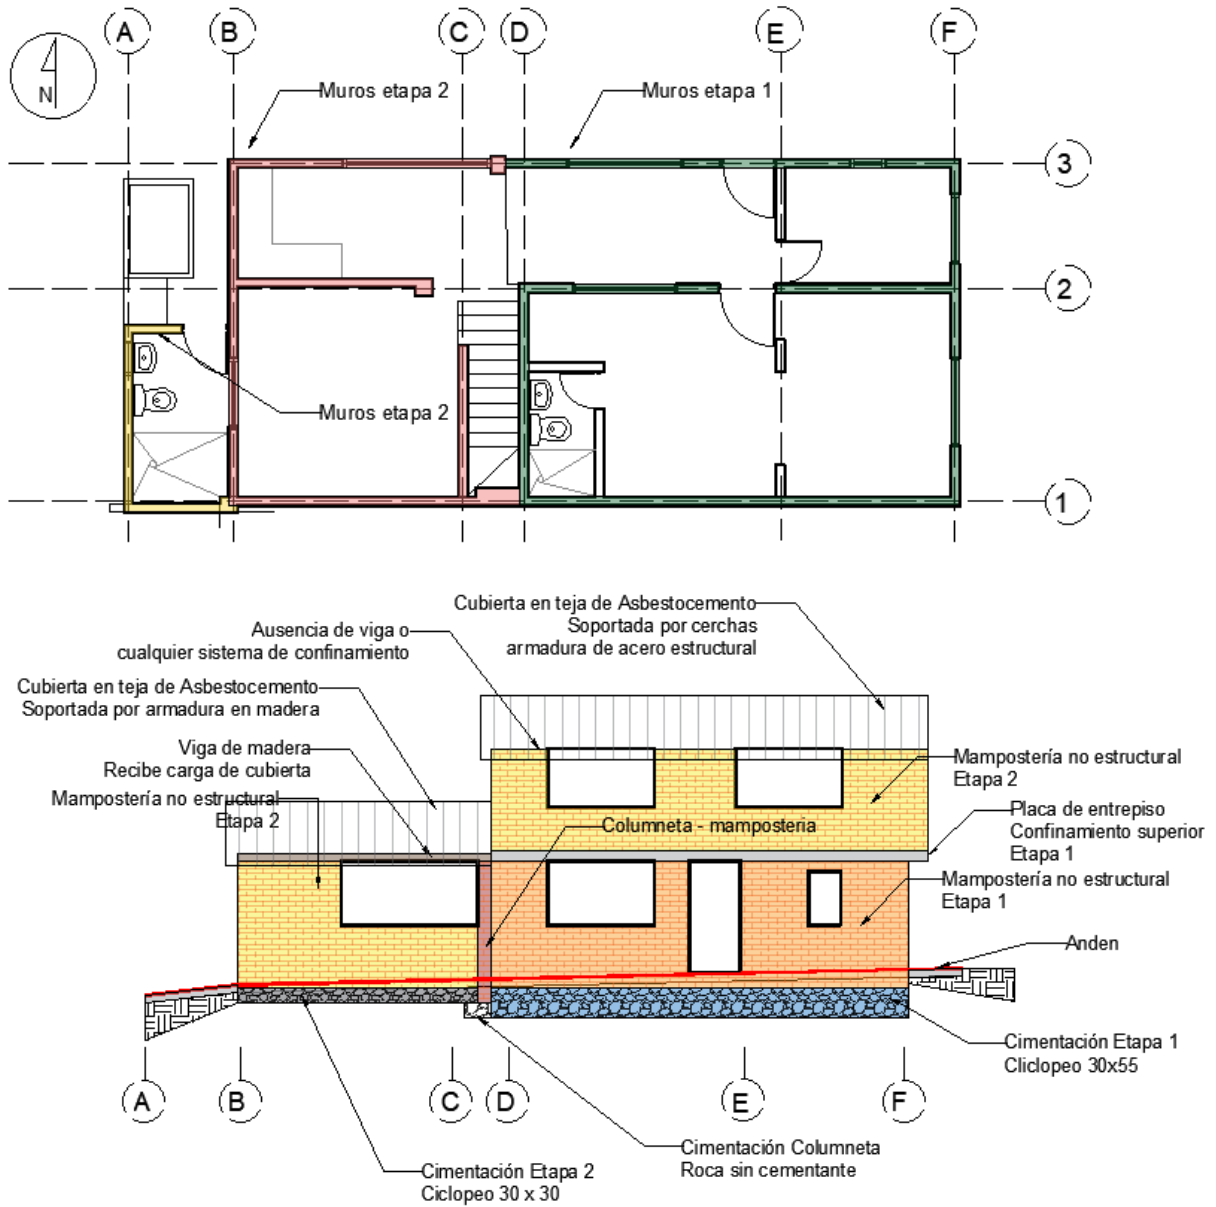 A B C D E F
N
Muros etapa 2
Muros etapa 1
3
2
Muros etapa 2
1
Cubierta en teja de Asbestocemento
Soportada por cerchas
armadura de acero estructural
Ausencia de viga o
cualquier sistema de confinamiento
Cubierta en teja de Asbestocemento
Soportada por armadura en madera
Viga de madera
Recibe carga de cubierta
Mampostería no estructural
Etapa 2
Mampostería no estructural
Etapa 2
Placa de entrepiso
Confinamiento superior
Etapa 1
Columneta - mamposteria
Mampostería no estructural
Etapa 1
Anden
Cimentación Etapa 1
Cliclopeo 30x55
A B C D E F
Cimentación Columneta
Roca sin cementante
Cimentación Etapa 2
Ciclopeo 30 x 30